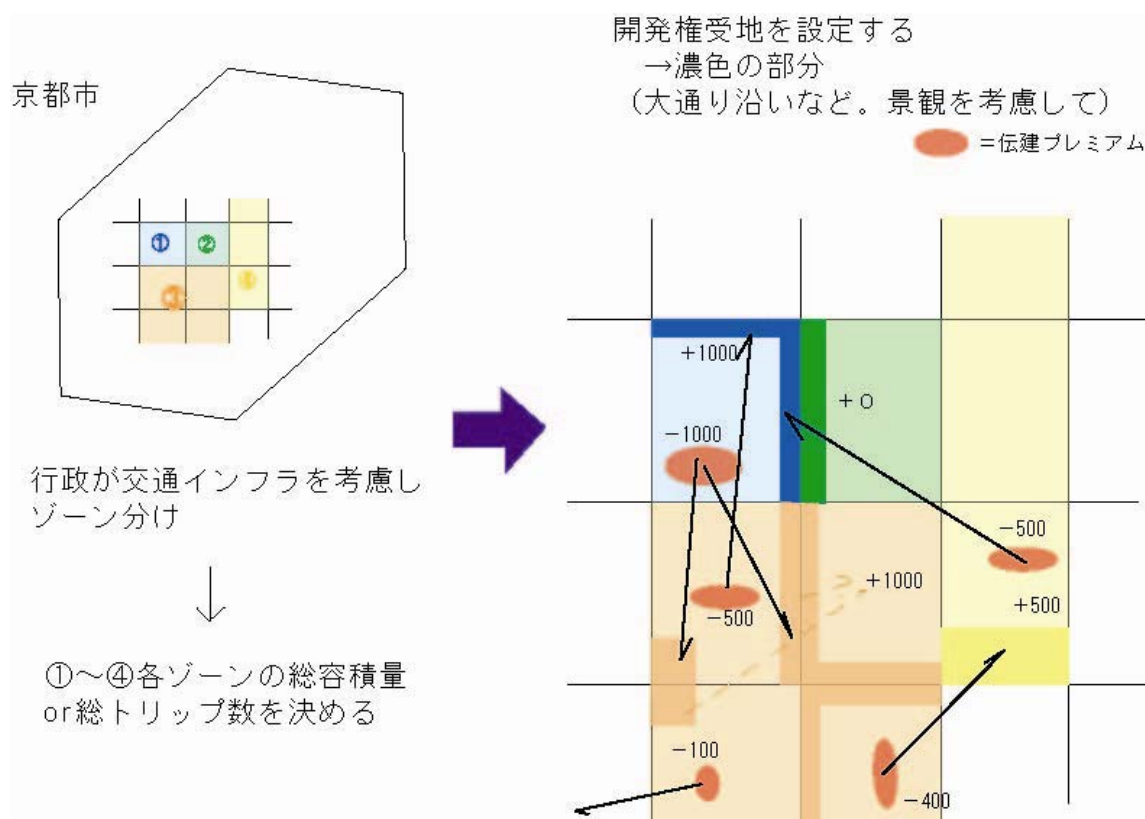 京都市
①
②
③
④
行政が交通インフラを考慮し
ゾーン分け
①～④各ゾーンの総容積量
or総トリップ数を決める
開発権受地を設定する
→濃色の部分
(大通り沿いなど。景観を考慮して)
=伝建プレミアム
+1000
+0
-1000
-500
+1000
-500
+500
-100
-400